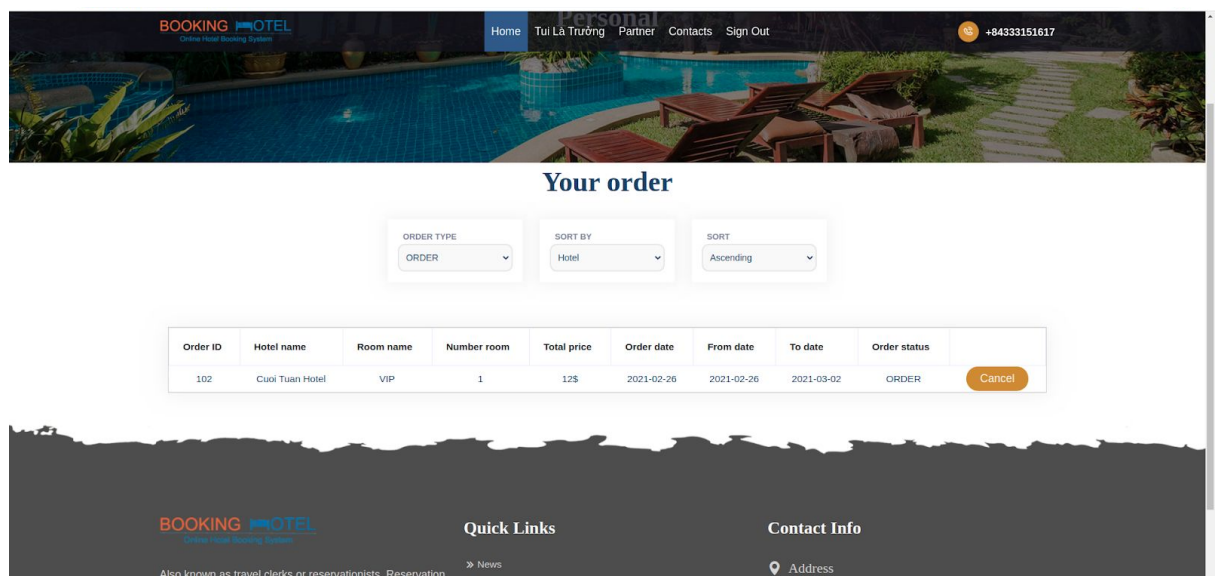 Personal
BOOKING HOTEL
Online Hotel Booking System
Home Tui Là Trưởng Partner Contacts Sign Out
+84333151617
Your order
ORDER TYPE SORT BY SORT
ORDER Hotel Ascending
Order ID Hotel name Room name Number room Total price Order date From date To date Order status
102 Cuoi Tuan Hotel VIP 1 12$ 2021-02-26 2021-02-26 2021-03-02 ORDER Cancel
BOOKING HOTEL
Online Hotel Booking System
Quick Links
Contact Info
» News
Address
Also known as travel clerks or reservationists, Reservation